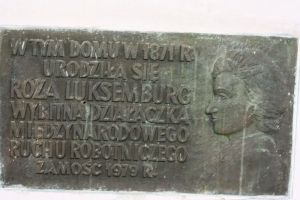 W TYM DOMU W 1871 R.
URODZIŁA SIĘ
RÓŻA LUKSEMBURG
WYBITNA DZIAŁACZKA
MIĘDZYNARODOWEGO
RUCHU ROBOTNICZEGO
ZAMOŚĆ 1979 R.